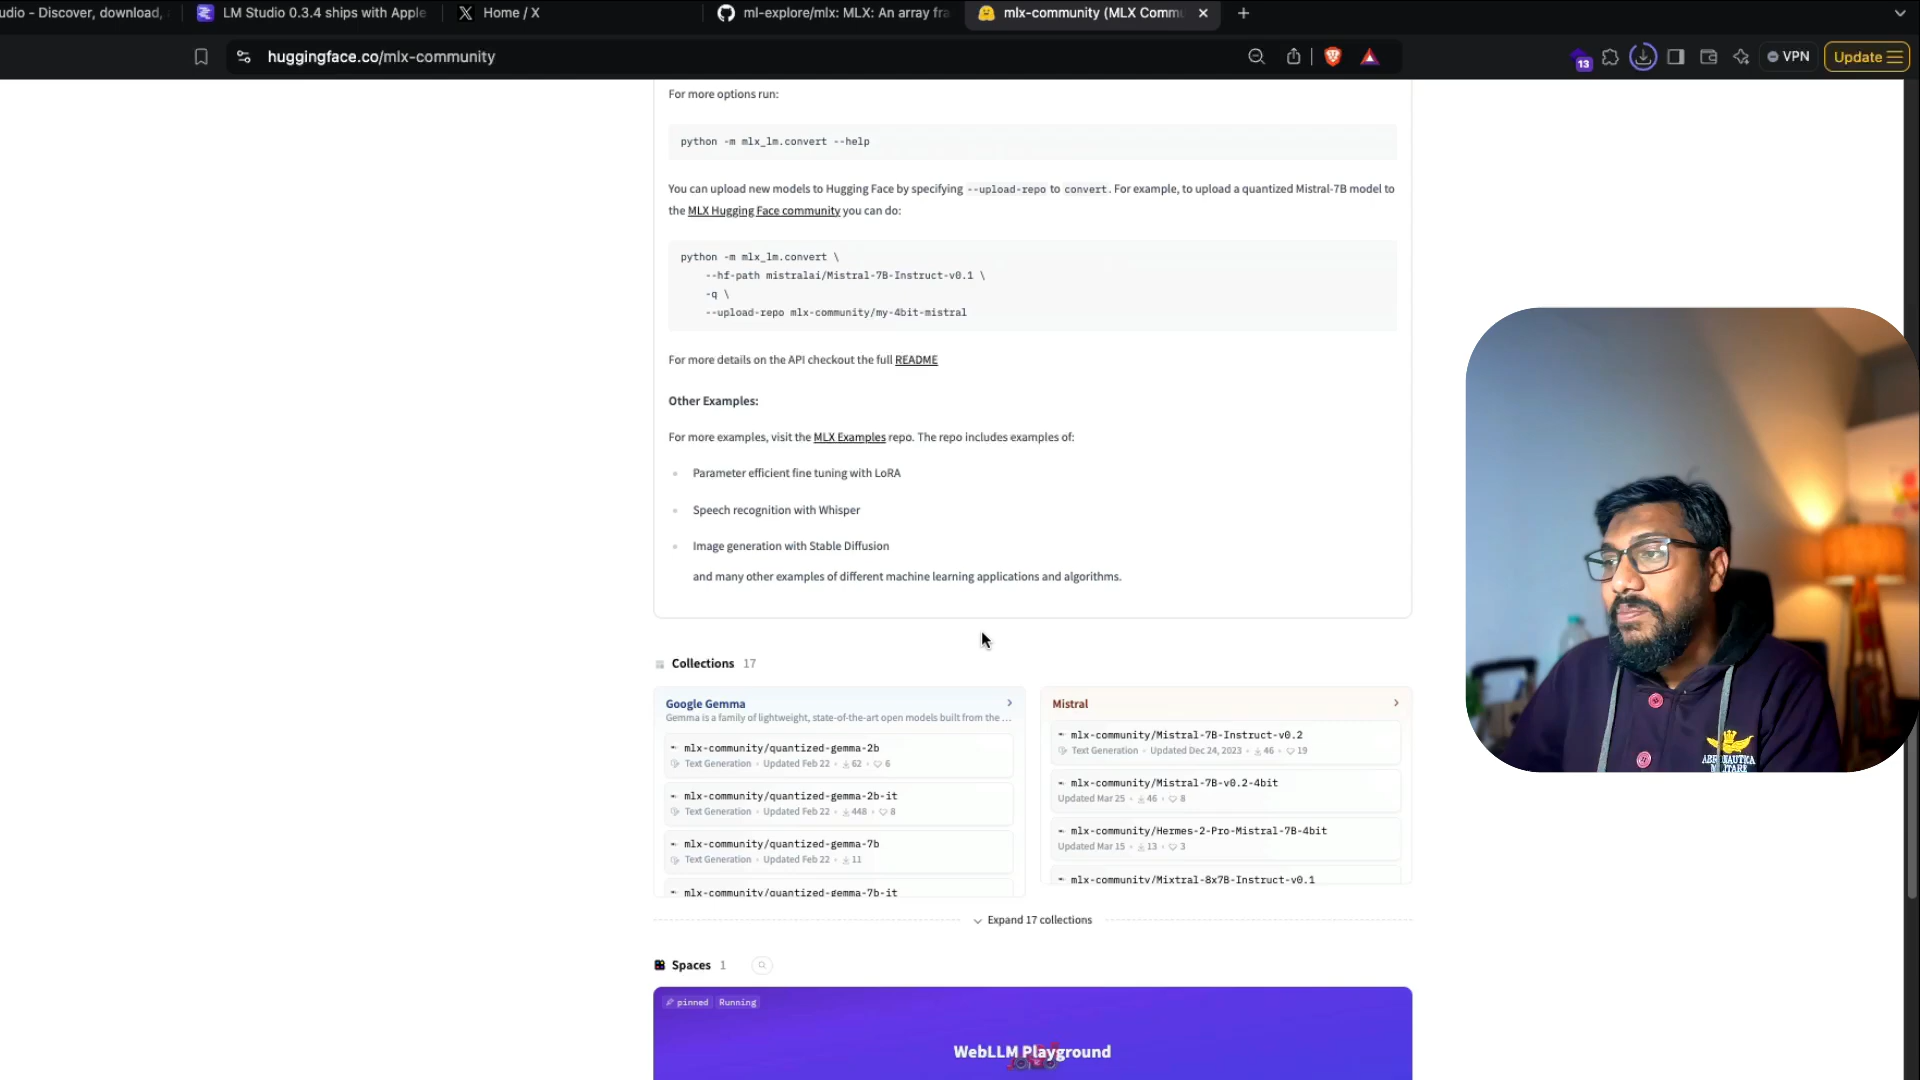 udio - Discover, download,
LM Studio 0.3.4 ships with Apple
Home / X
ml-explore/mlx: MLX: An array fra
mlx-community (MLX Comm
huggingface.co/mlx-community
13
VPN
Update
For more options run:
python -m mlx_lm.convert --help
You can upload new models to Hugging Face by specifying --upload-repo to convert. For example, to upload a quantized Mistral-7B model to
the MLX Hugging Face community you can do:
python -m mlx_lm.convert \
--hf-path mistralai/Mistral-7B-Instruct-v0.1 \
-q \
--upload-repo mlx-community/my-4bit-mistral
For more details on the API checkout the full README
Other Examples:
For more examples, visit the MLX Examples repo. The repo includes examples of:
Parameter efficient fine tuning with LoRA
Speech recognition with Whisper
Image generation with Stable Diffusion
and many other examples of different machine learning applications and algorithms.
Collections 17
Google Gemma
Gemma is a family of lightweight, state-of-the-art open models built from the ...
mlx-community/quantized-gemma-2b
Text Generation • Updated Feb 22 • 62 • 6
mlx-community/quantized-gemma-2b-it
Text Generation • Updated Feb 22 • 448 • 8
mlx-community/quantized-gemma-7b
Text Generation • Updated Feb 22 • 11
mlx-community/quantized-gemma-7b-it
Mistral
mlx-community/Mistral-7B-Instruct-v0.2
Text Generation • Updated Dec 24, 2023 • 46 • 19
mlx-community/Mistral-7B-v0.2-4bit
Updated Mar 25 • 46 • 8
mlx-community/Hermes-2-Pro-Mistral-7B-4bit
Updated Mar 15 • 13 • 3
mlx-community/Mixtral-8x7B-Instruct-v0.1
Expand 17 collections
Spaces 1
pinned Running
WebLLM Playground